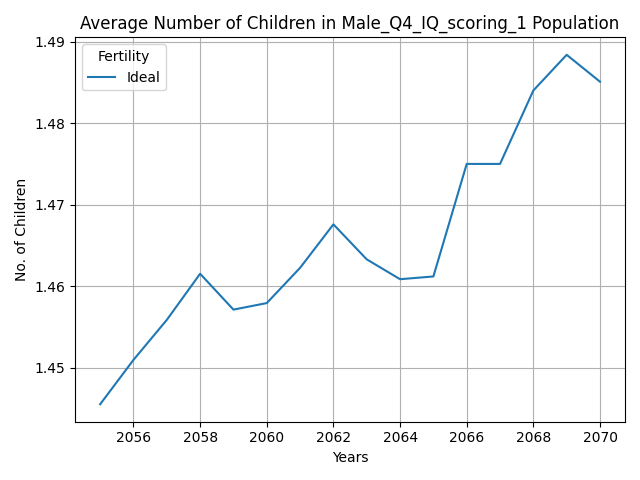 Average Number of Children in Male_Q4_IQ_scoring_1 Population
1.49
1.48
1.47
1.46
1.45
No. of Children
Fertility
Ideal
2056 2058 2060 2062 2064 2066 2068 2070
Years